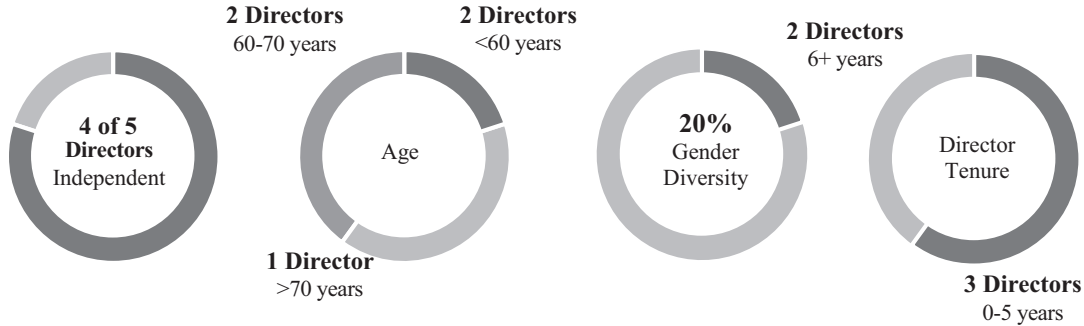 4 of 5
Directors
Independent
2 Directors
60-70 years
2 Directors
<60 years
Age
1 Director
>70 years
20%
Gender
Diversity
2 Directors
6+ years
Director
Tenure
3 Directors
0-5 years